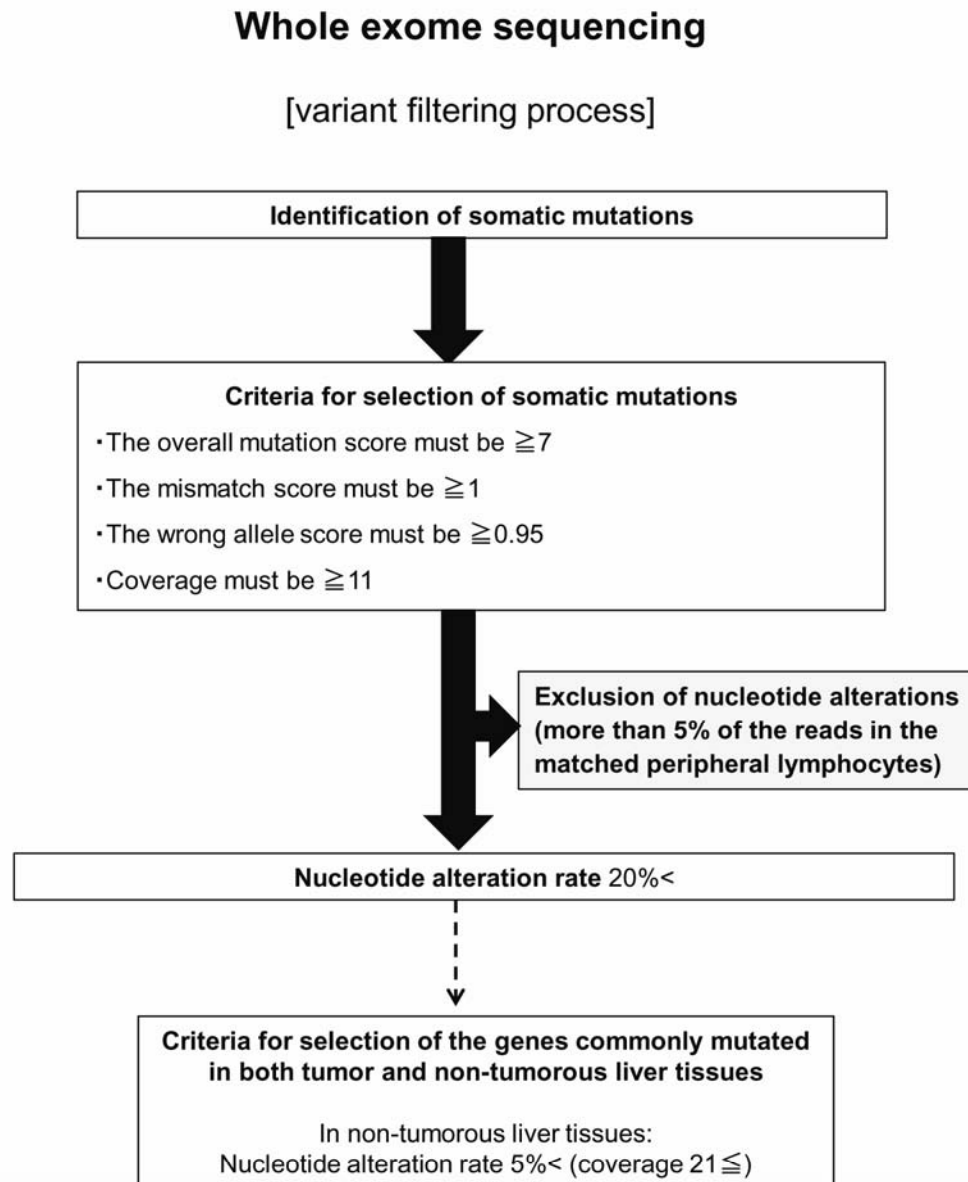 Whole exome sequencing
[variant filtering process]
Identification of somatic mutations
Criteria for selection of somatic mutations
・The overall mutation score must be ≧7
・The mismatch score must be ≧1
・The wrong allele score must be ≧0.95
・Coverage must be ≧11
Exclusion of nucleotide alterations
(more than 5% of the reads in the
matched peripheral lymphocytes)
Nucleotide alteration rate 20%<
Criteria for selection of the genes commonly mutated
in both tumor and non-tumorous liver tissues
In non-tumorous liver tissues:
Nucleotide alteration rate 5%< (coverage 21≦)